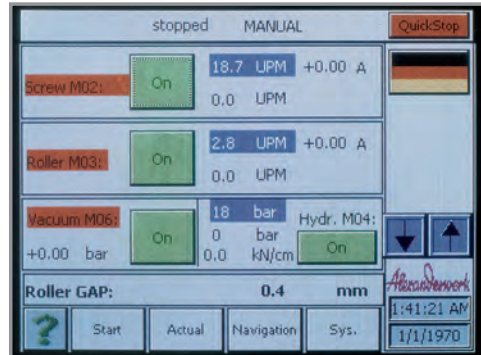 stopped MANUAL QuickStop
Screw M02: On 18.7 UPM +0.00 A
0.0 UPM
Roller M03: On 2.8 UPM +0.00 A
0.0 UPM
Vacuum M06: On 18 bar Hydr. M04:
+0.00 bar 0 bar On
0.0 kN/cm
Roller GAP: 0.4 mm
Alexanderwerk
1:41:21 AM
? Start Actual Navigation Sys. 1/1/1970